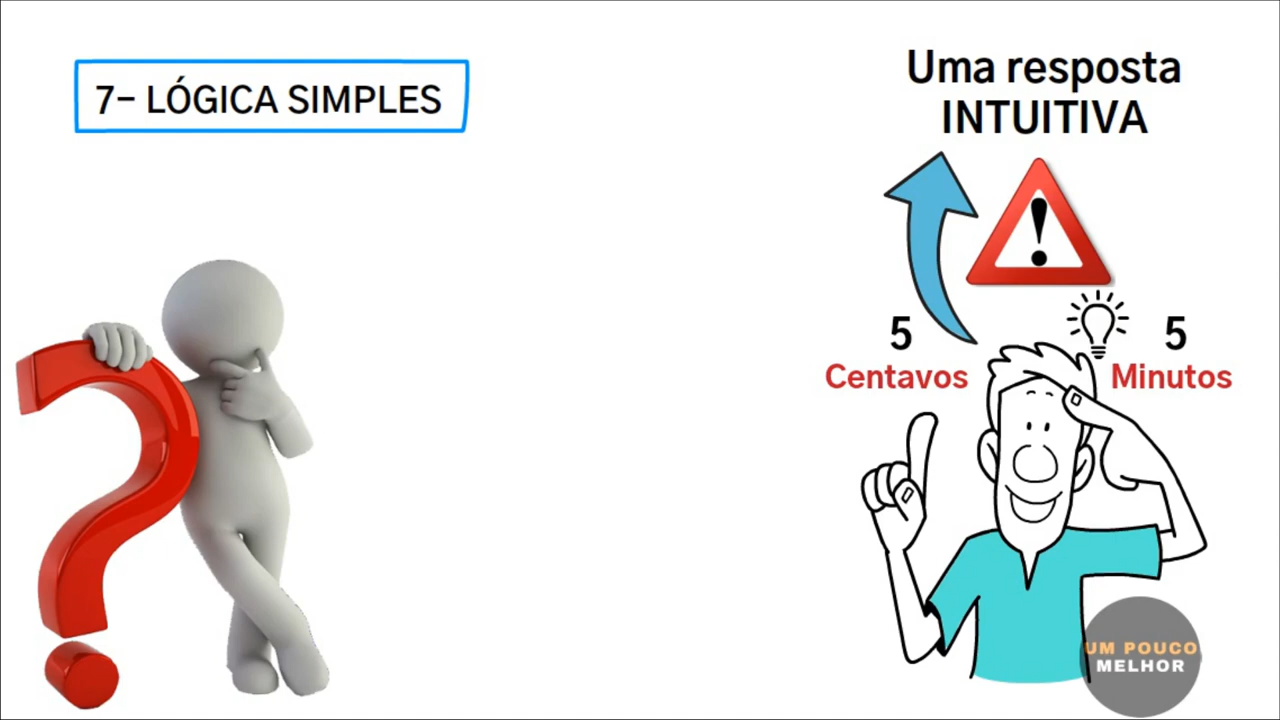 7- LÓGICA SIMPLES
Uma resposta
INTUITIVA
5
Centavos
5
Minutos
UM POUCO
MELHOR